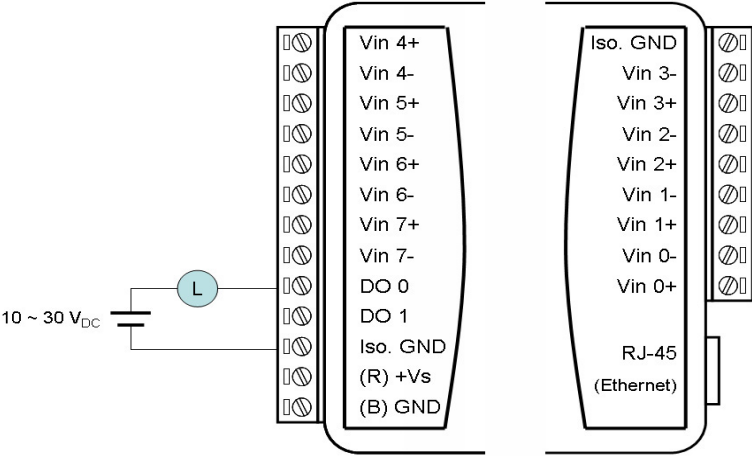 Vin 4+
Vin 4-
Vin 5+
Vin 5-
Vin 6+
Vin 6-
Vin 7+
Vin 7-
DO 0
DO 1
Iso. GND
(R) +Vs
(B) GND
L
10 ~ 30 VDC
Iso. GND
Vin 3-
Vin 3+
Vin 2-
Vin 2+
Vin 1-
Vin 1+
Vin 0-
Vin 0+
RJ-45
(Ethernet)